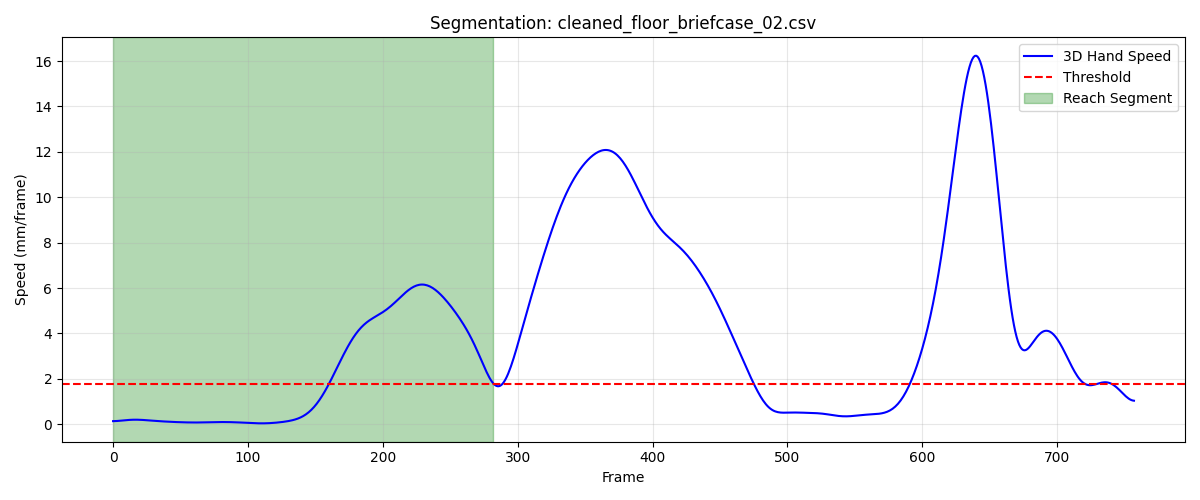 Segmentation: cleaned_floor_briefcase_02.csv
3D Hand Speed
Threshold
Reach Segment
Speed (mm/frame)
16
14
12
10
8
6
4
2
0
0 100 200 300 400 500 600 700
Frame